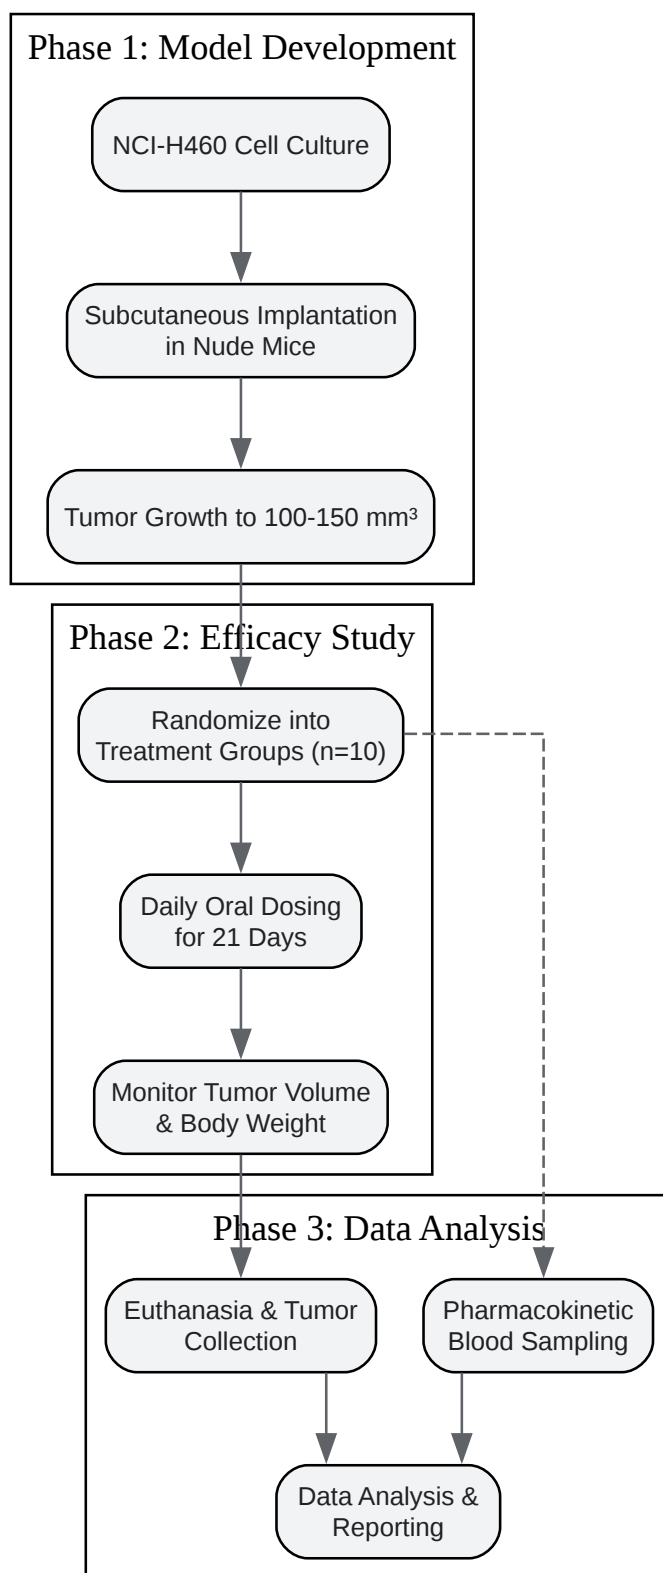 Phase 1: Model Development
NCI-H460 Cell Culture
Subcutaneous Implantation
in Nude Mice
Tumor Growth to 100-150 mm³
Phase 2: Efficacy Study
Randomize into
Treatment Groups (n=10)
Daily Oral Dosing
for 21 Days
Monitor Tumor Volume
& Body Weight
Phase 3: Data Analysis
Euthanasia & Tumor
Collection
Pharmacokinetic
Blood Sampling
Data Analysis &
Reporting